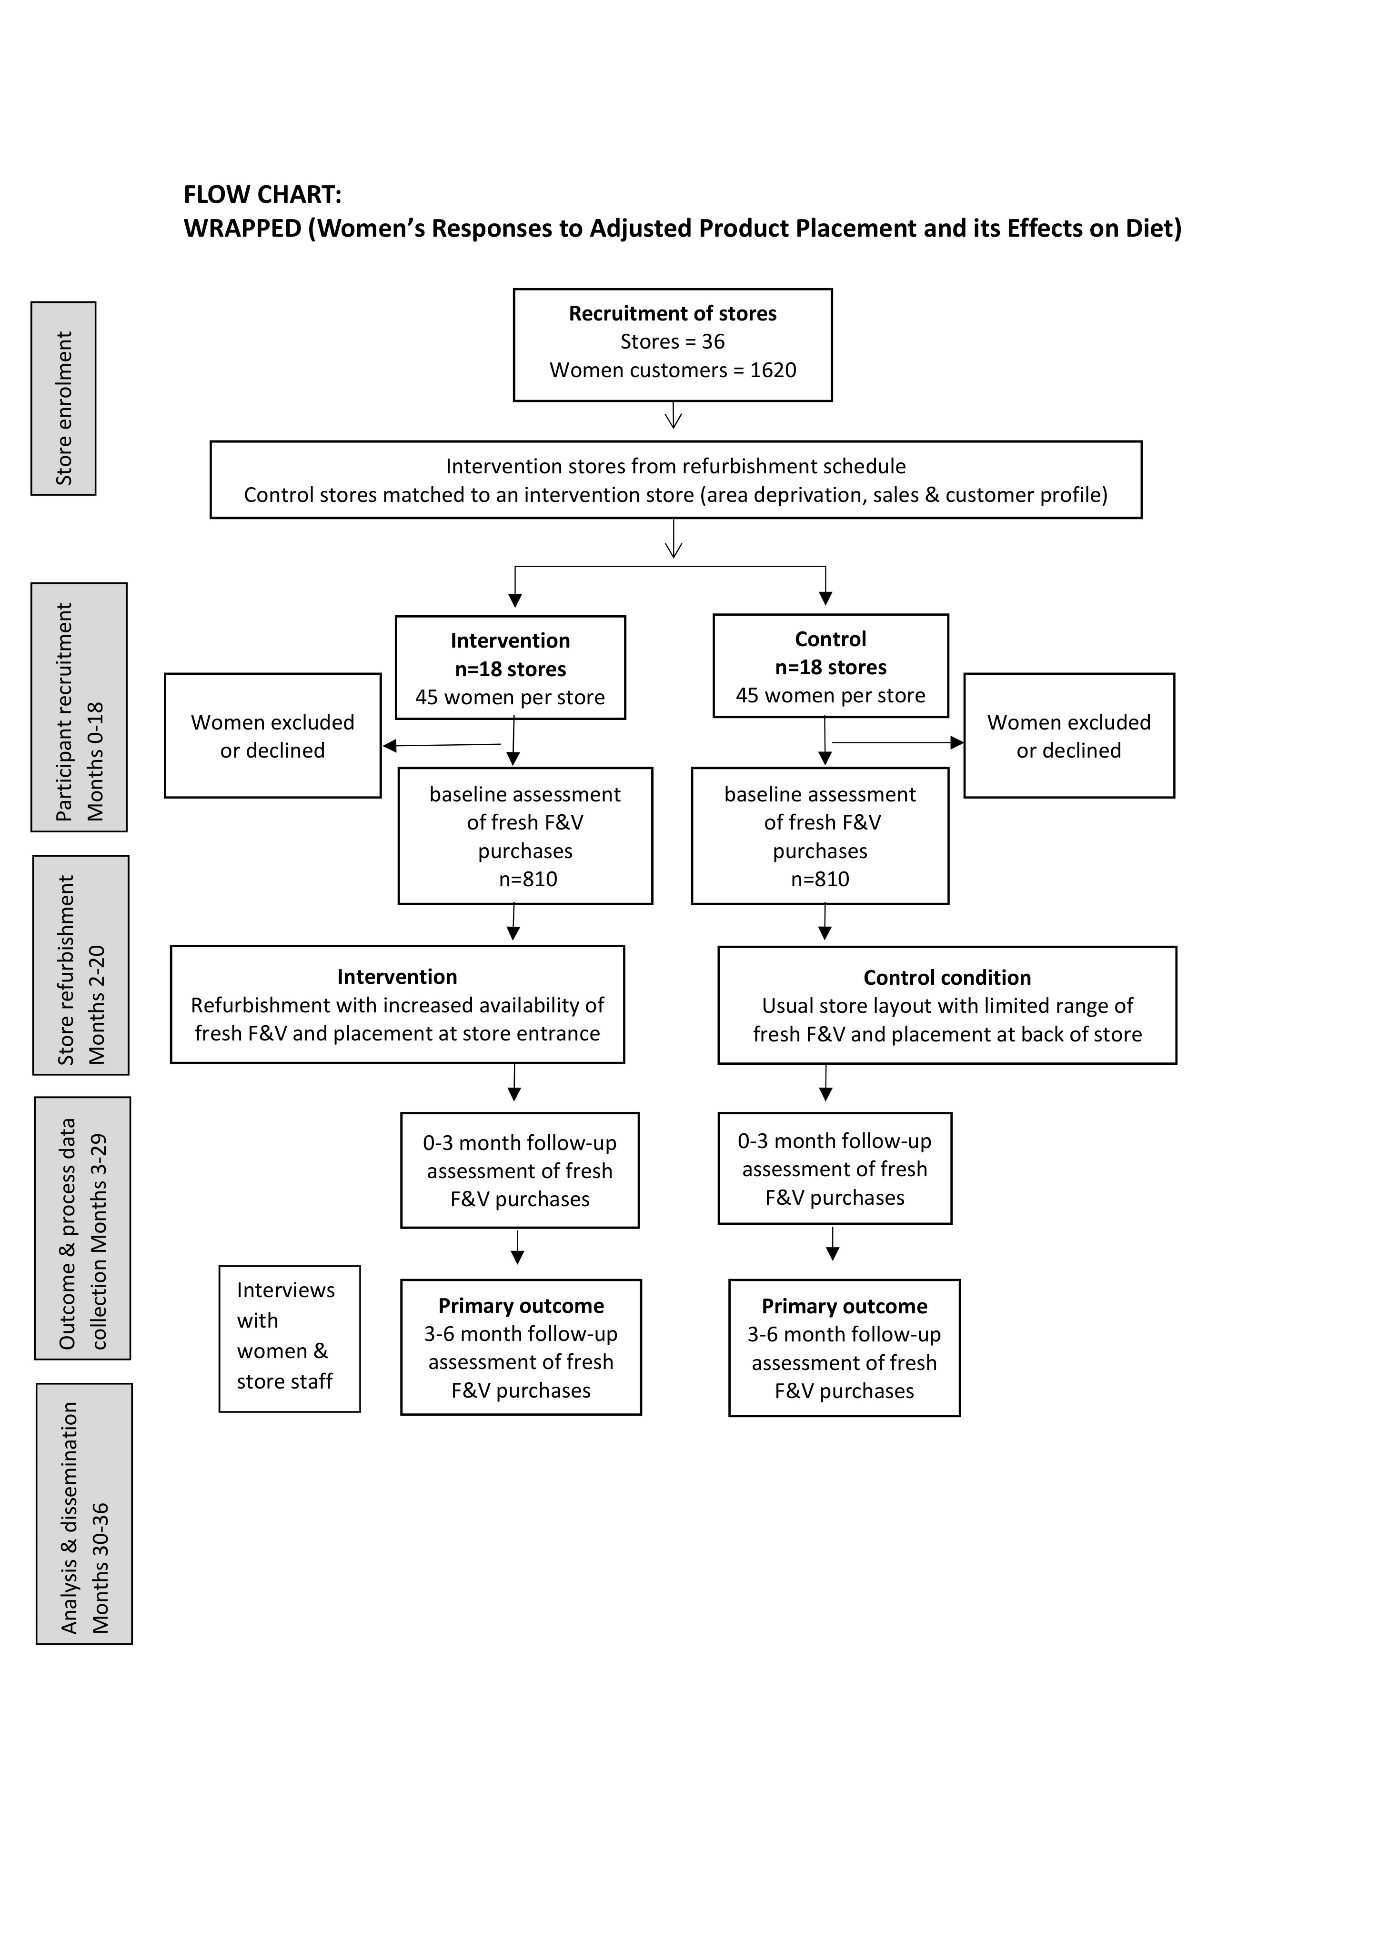 FLOW CHART:
WRAPPED (Women’s Responses to Adjusted Product Placement and its Effects on Diet)
Store enrolment
Recruitment of stores
Stores = 36
Women customers = 1620
Intervention stores from refurbishment schedule
Control stores matched to an intervention store (area deprivation, sales & customer profile)
Participant recruitment
Months 0-18
Intervention
n=18 stores
45 women per store
Control
n=18 stores
45 women per store
Women excluded
or declined
Women excluded
or declined
baseline assessment
of fresh F&V
purchases
n=810
baseline assessment
of fresh F&V
purchases
n=810
Store refurbishment
Months 2-20
Intervention
Refurbishment with increased availability of
fresh F&V and placement at store entrance
Control condition
Usual store layout with limited range of
fresh F&V and placement at back of store
Outcome & process data
collection Months 3-29
0-3 month follow-up
assessment of fresh
F&V purchases
0-3 month follow-up
assessment of fresh
F&V purchases
Interviews
with
women &
store staff
Primary outcome
3-6 month follow-up
assessment of fresh
F&V purchases
Primary outcome
3-6 month follow-up
assessment of fresh
F&V purchases
Analysis & dissemination
Months 30-36